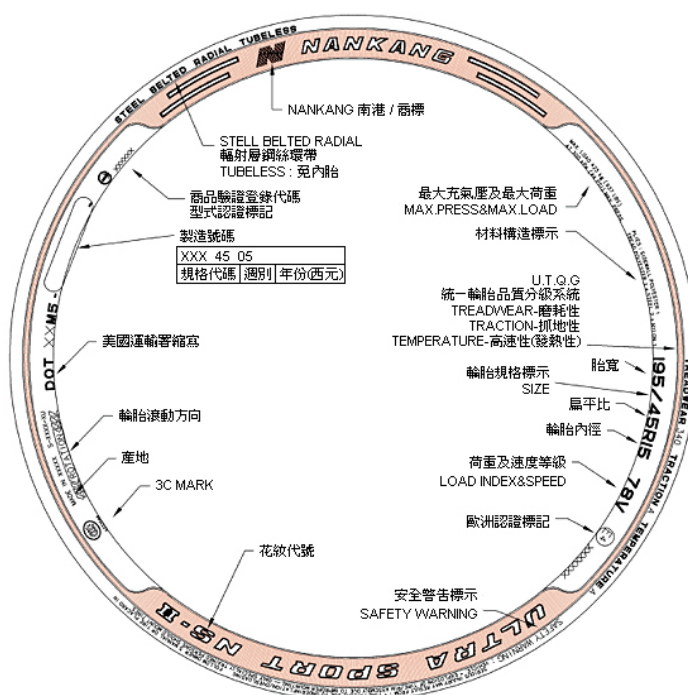 STEEL BELTED RADIAL TUBELESS
N NANKANG
NANKANG 南港 / 商標
STELL BELTED RADIAL
輻射層鋼絲環帶
TUBELESS : 免內胎
商品驗證登錄代碼
型式認證標記
製造號碼
XXX 45 05
規格代碼 週別 年份(西元)
DOT XXM5-
美國運輸署縮寫
輪胎滾動方向
產地
MADE IN XXXXX
3C MARK
花紋代號
最大充氣壓及最大荷重
MAX.PRESS&MAX.LOAD
材料構造標示
U.T.Q.G
統一輪胎品質分級系統
TREADWEAR-磨耗性
TRACTION-抓地性
TEMPERATURE-高速性(發熱性)
胎寬
輪胎規格標示
SIZE
扁平比
輪胎內徑
195/45R15 78V
TREADWEAR 340 TRACTION A TEMPERATURE A
荷重及速度等級
LOAD INDEX&SPEED
歐洲認證標記
安全警告標示
SAFETY WARNING
ULTRA SPORT NS-II